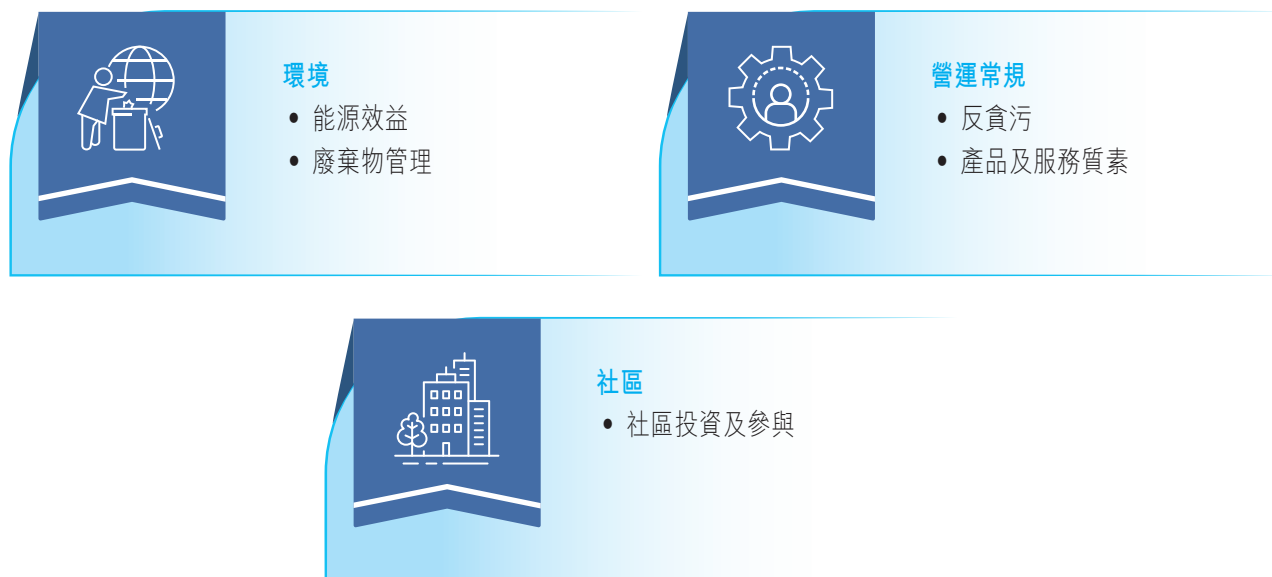 環境
• 能源效益
• 廢棄物管理
營運常規
• 反貪污
• 產品及服務質素
社區
• 社區投資及參與